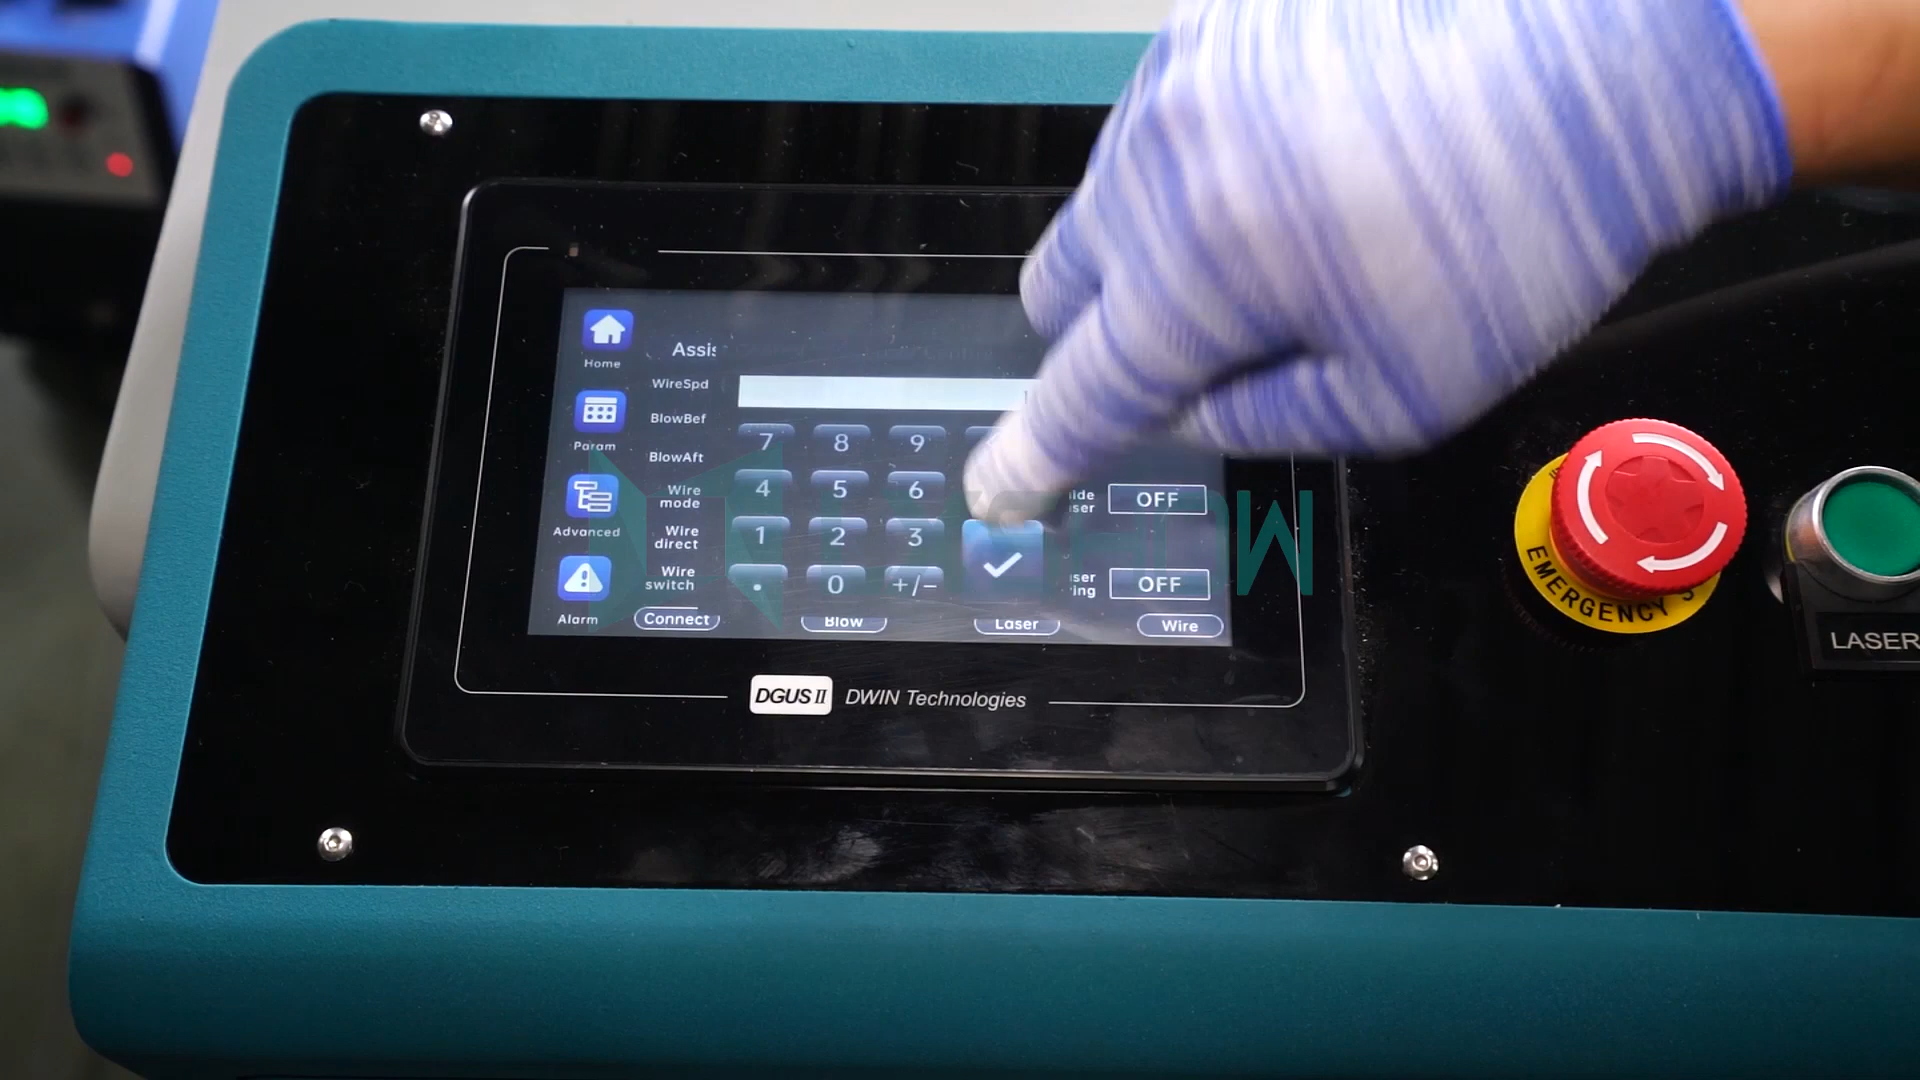 Assis
WireSpd
BlowBef
BlowAft
Wire
mode
Wire
direct
Wire
switch
Home
Param
Advanced
Alarm
7 8 9
4 5 6
1 2 3
. 0 +/-
OFF
OFF
Connect Blow Laser Wire
DGUS II DWIN Technologies
EMERGENCY
LASER